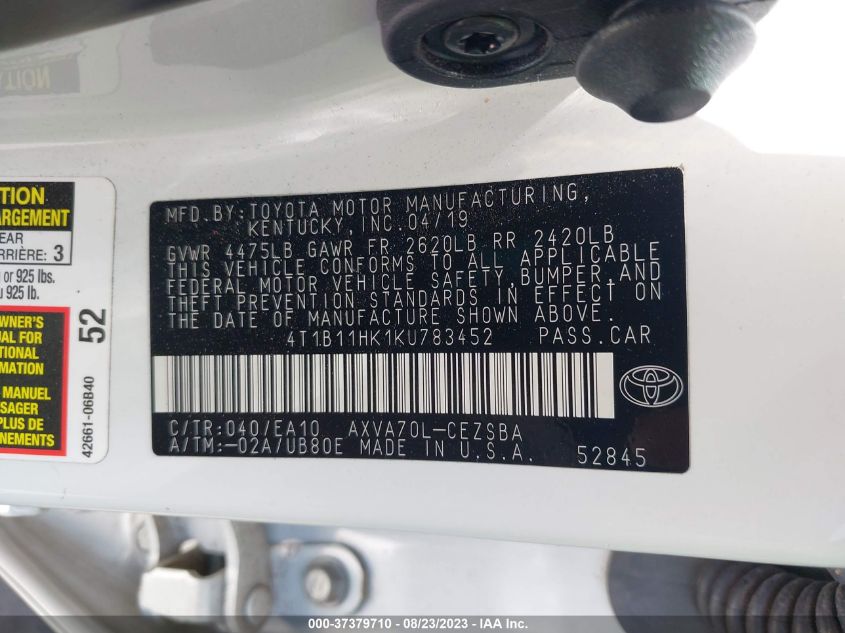 MFD.BY:TOYOTA MOTOR MANUFACTURING,
KENTUCKY, INC.04/19
GVWR 4475LB GAWR FR 2620LB RR 2420LB
THIS VEHICLE CONFORMS TO ALL APPLICABLE
FEDERAL MOTOR VEHICLE SAFETY,BUMPER,AND
THEFT PREVENTION STANDARDS IN EFFECT ON
THE DATE OF MANUFACTURE SHOWN ABOVE.
4T1B11HK1KU783452 PASS.CAR
C/TR:040/EA10 AXVA70L-CEZSBA
A/TM:-02A/UB80E MADE IN U.S.A. 52845
TION
ARGEMENT
EAR
RRIÈRE: 3
or 925 lbs.
925 lb.
WNER'S
UAL FOR
TIONAL
MANUEL
SAGER
PLUS DE
52
42661-06B40
000-37379710 - 08/23/2023 - © IAA, Inc.